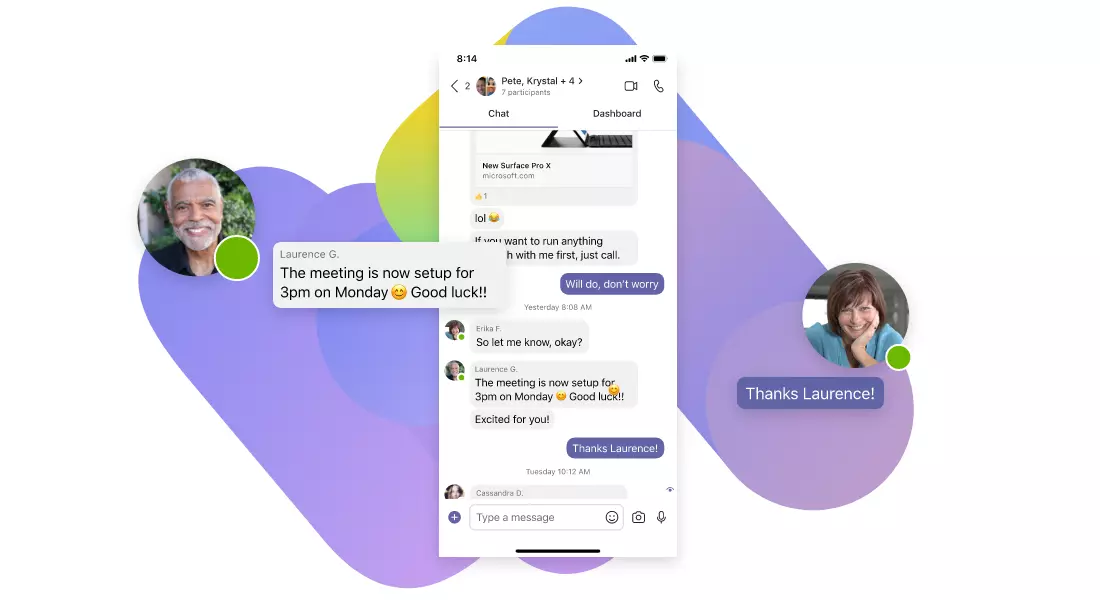 8:14
2
Pete, Krystal + 4
7 participants
Chat
Dashboard
New Surface Pro X
microsoft.com
1
lol 😂
If you want to run anything
h with me first, just call.
Will do, don't worry
Laurence G.
The meeting is now setup for
3pm on Monday 😊 Good luck!!
Yesterday 8:08 AM
Erika F.
So let me know, okay?
Laurence G.
The meeting is now setup for
3pm on Monday 😊 Good luck!!
Excited for you!
Thanks Laurence!
Thanks Laurence!
Tuesday 10:12 AM
Cassandra D.
Type a message